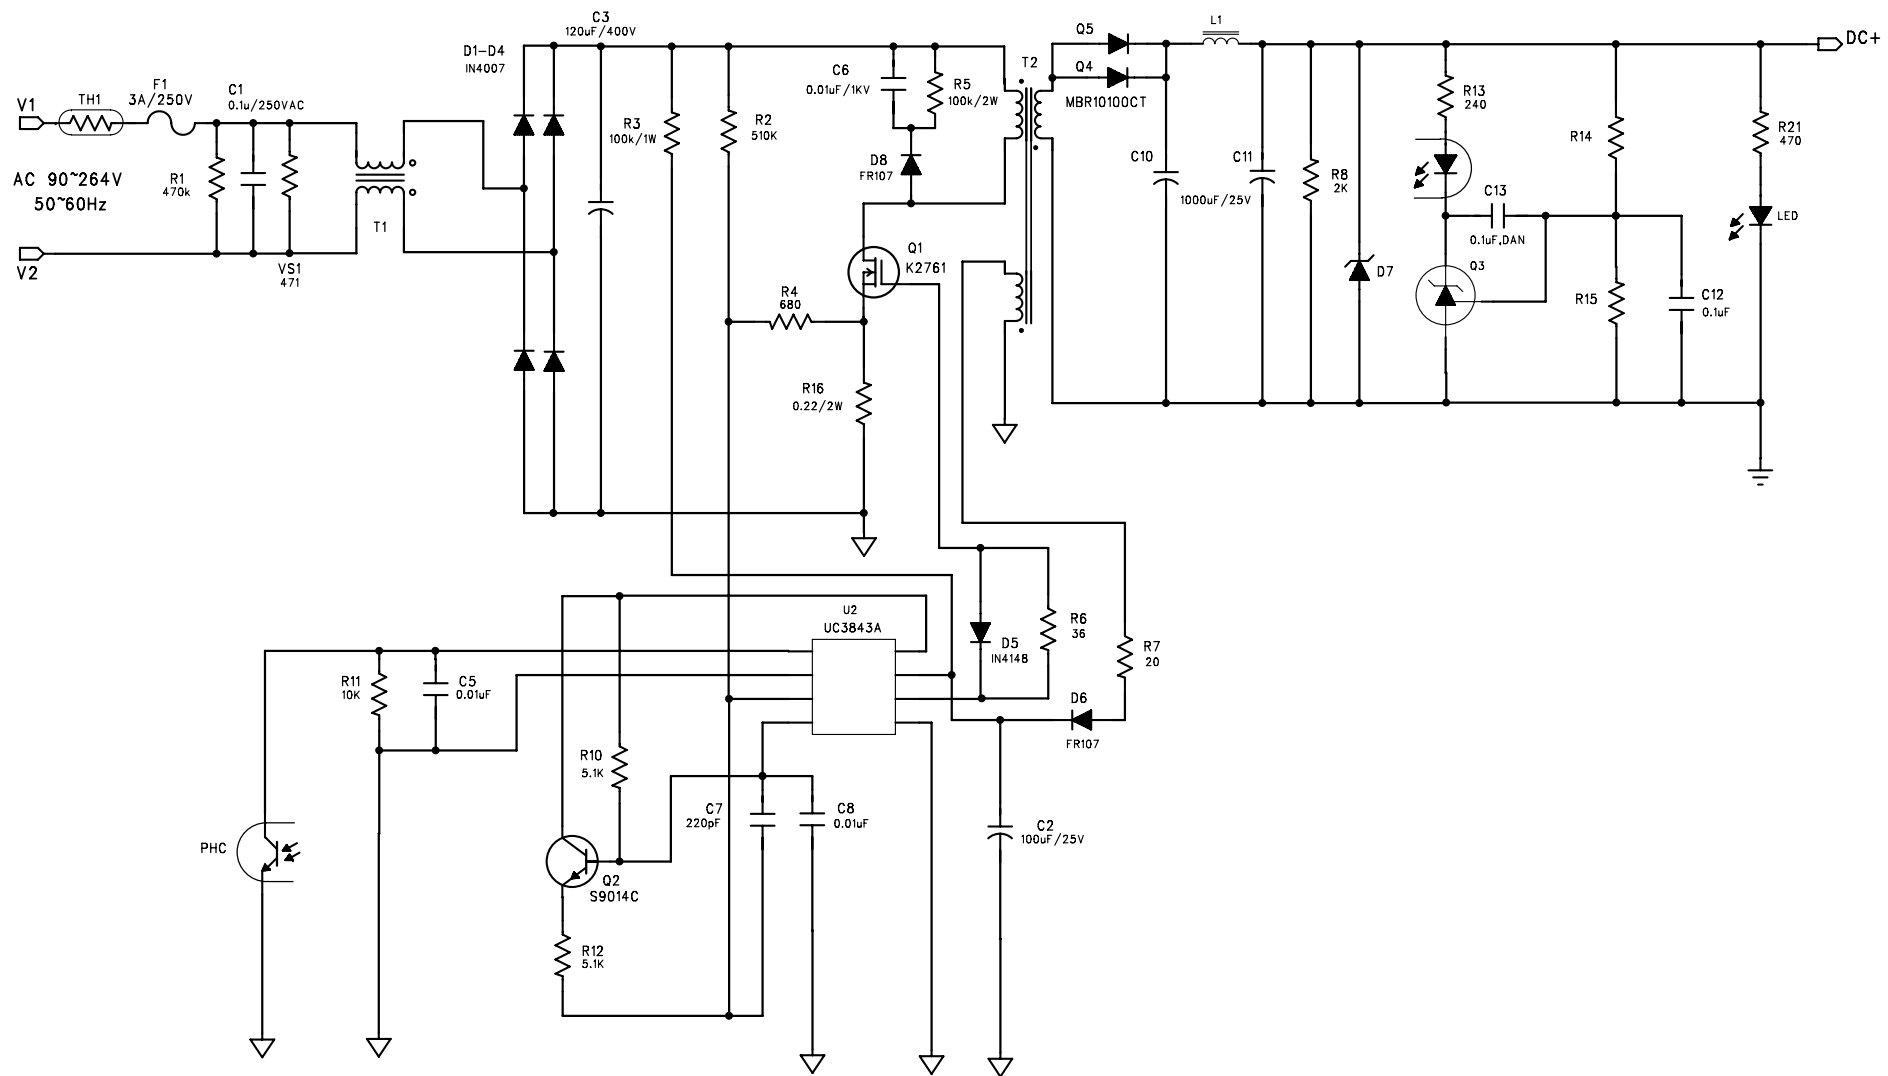 C3
120uF/400V
D1-D4
IN4007
V1
TH1
F1
3A/250V
C1
0.1u/250VAC
AC 90~264V
50~60Hz
R1
470k
VS1
471
T1
V2
R3
100k/1W
R2
510K
C6
0.01uF/1KV
R5
100k/2W
D8
FR107
T2
Q5
Q4
MBR10100CT
L1
DC+
C10
C11
1000uF/25V
R8
2K
D7
R13
240
C13
0.1uF,DAN
Q3
R14
R15
C12
0.1uF
R21
470
LED
Q1
K2761
R4
680
R16
0.22/2W
U2
UC3843A
D5
IN4148
R6
36
R7
20
D6
FR107
R11
10K
C5
0.01uF
R10
5.1K
C7
220pF
C8
0.01uF
C2
100uF/25V
PHC
Q2
S9014C
R12
5.1K